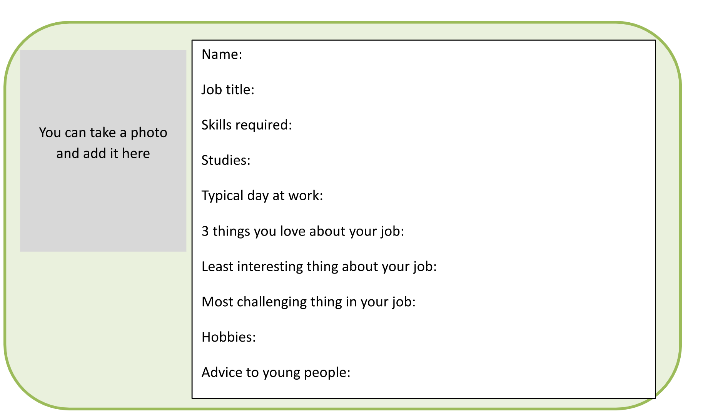 You can take a photo
and add it here
Name:
Job title:
Skills required:
Studies:
Typical day at work:
3 things you love about your job:
Least interesting thing about your job:
Most challenging thing in your job:
Hobbies:
Advice to young people: